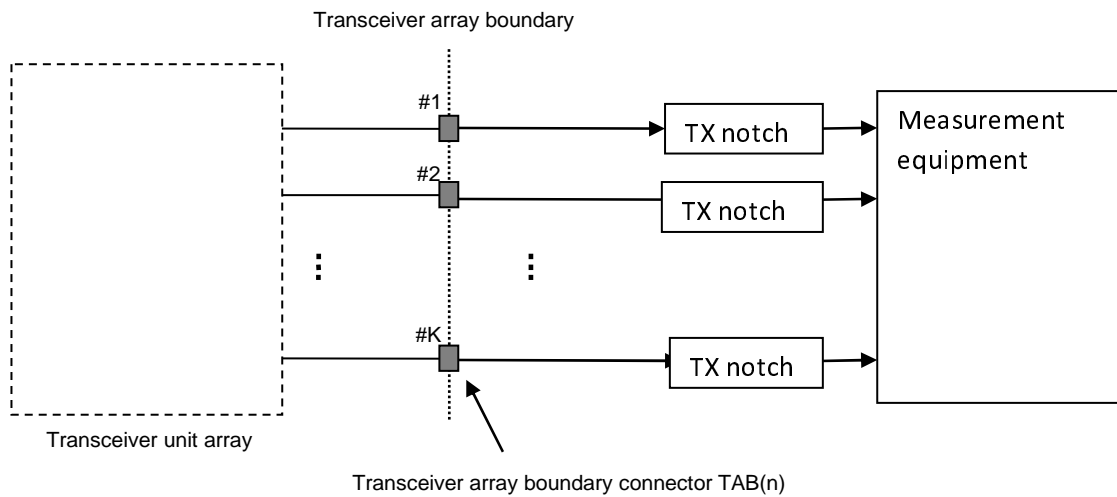 Transceiver array boundary
#1
TX notch
Measurement
equipment
#2
TX notch
#K
TX notch
Transceiver unit array
Transceiver array boundary connector TAB(n)